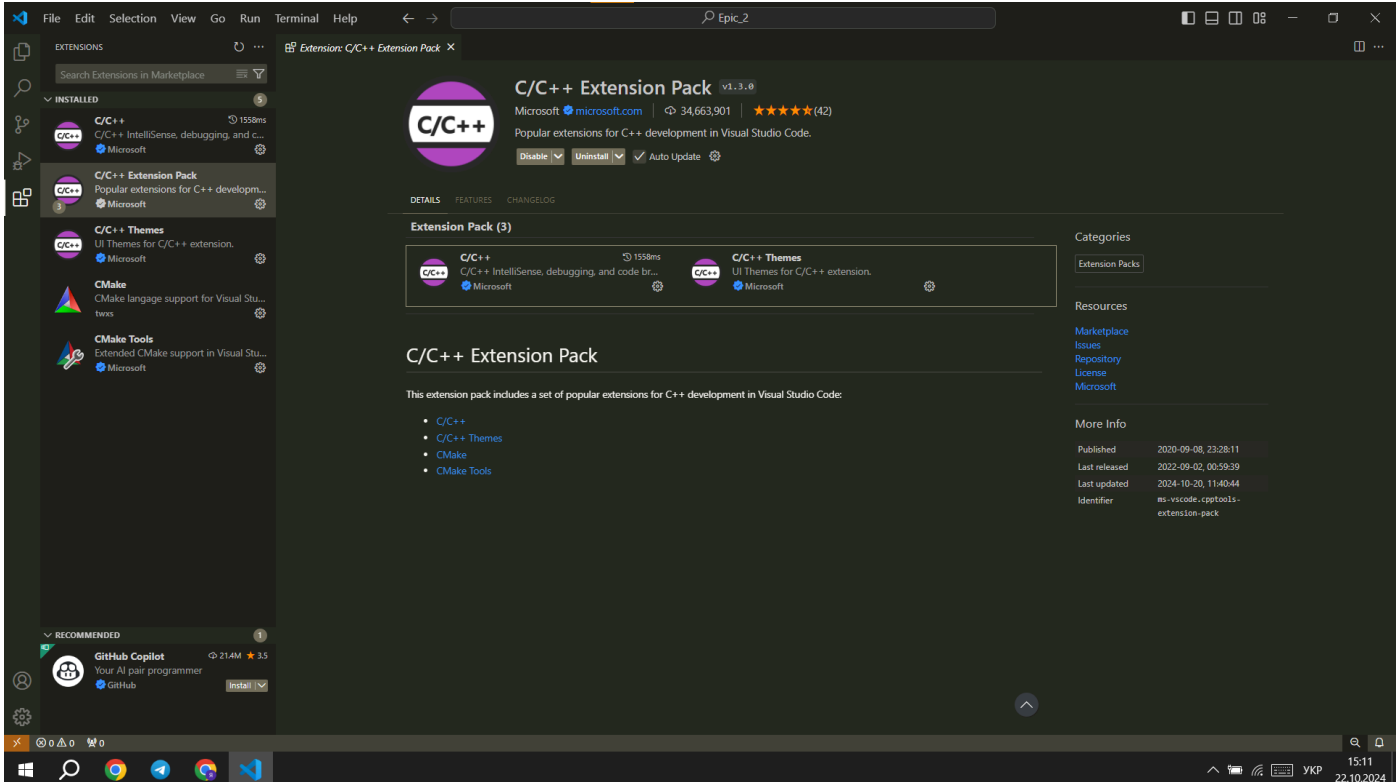 File Edit Selection View Go Run Terminal Help
Epic_2
EXTENSIONS
Search Extensions in Marketplace
INSTALLED 5
C/C++ 1558ms
C/C++ IntelliSense, debugging, and c...
Microsoft
C/C++ Extension Pack
Popular extensions for C++ developm...
Microsoft
3
C/C++ Themes
UI Themes for C/C++ extension.
Microsoft
CMake
CMake langage support for Visual Stu...
twxs
CMake Tools
Extended CMake support in Visual Stu...
Microsoft
RECOMMENDED 1
GitHub Copilot 21.4M 3.5
Your AI pair programmer
GitHub Install
Extension: C/C++ Extension Pack
C/C++
C/C++ Extension Pack v1.3.0
Microsoft microsoft.com 34,663,901 (42)
Popular extensions for C++ development in Visual Studio Code.
Disable Uninstall Auto Update
DETAILS FEATURES CHANGELOG
Extension Pack (3)
C/C++ 1558ms
C/C++ IntelliSense, debugging, and code br...
Microsoft
C/C++ Themes
UI Themes for C/C++ extension.
Microsoft
C/C++ Extension Pack
This extension pack includes a set of popular extensions for C++ development in Visual Studio Code:
C/C++
C/C++ Themes
CMake
CMake Tools
Categories
Extension Packs
Resources
Marketplace
Issues
Repository
License
Microsoft
More Info
Published 2020-09-08, 23:28:11
Last released 2022-09-02, 00:59:39
Last updated 2024-10-20, 11:40:44
Identifier ms-vscode.cpptools-
extension-pack
0 0 0
УКР
15:11
22.10.2024